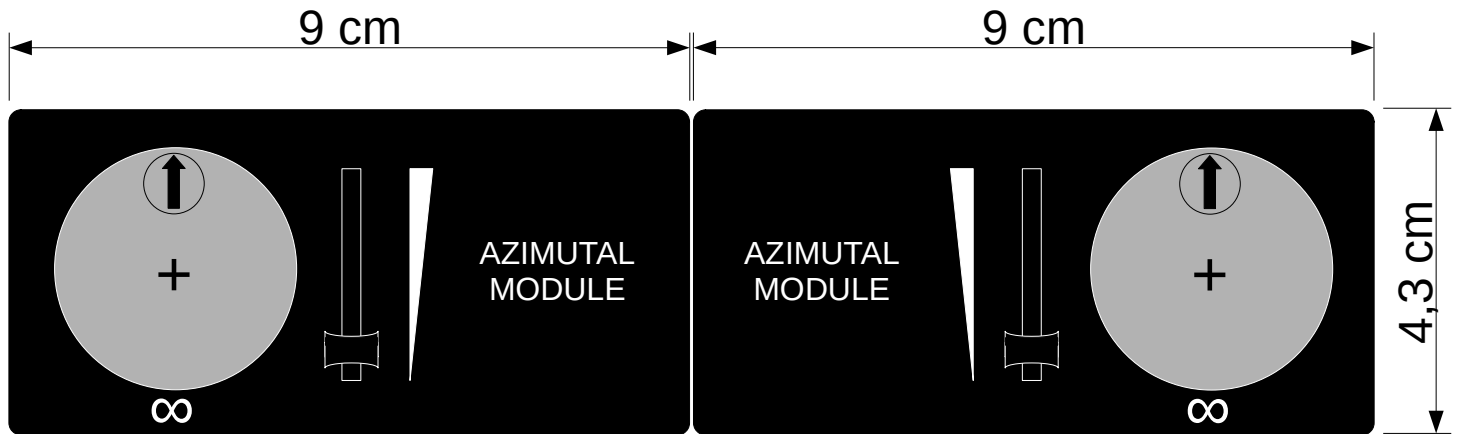 9 cm
9 cm
AZIMUTAL
MODULE
AZIMUTAL
MODULE
4,3 cm
+
+
∞
∞